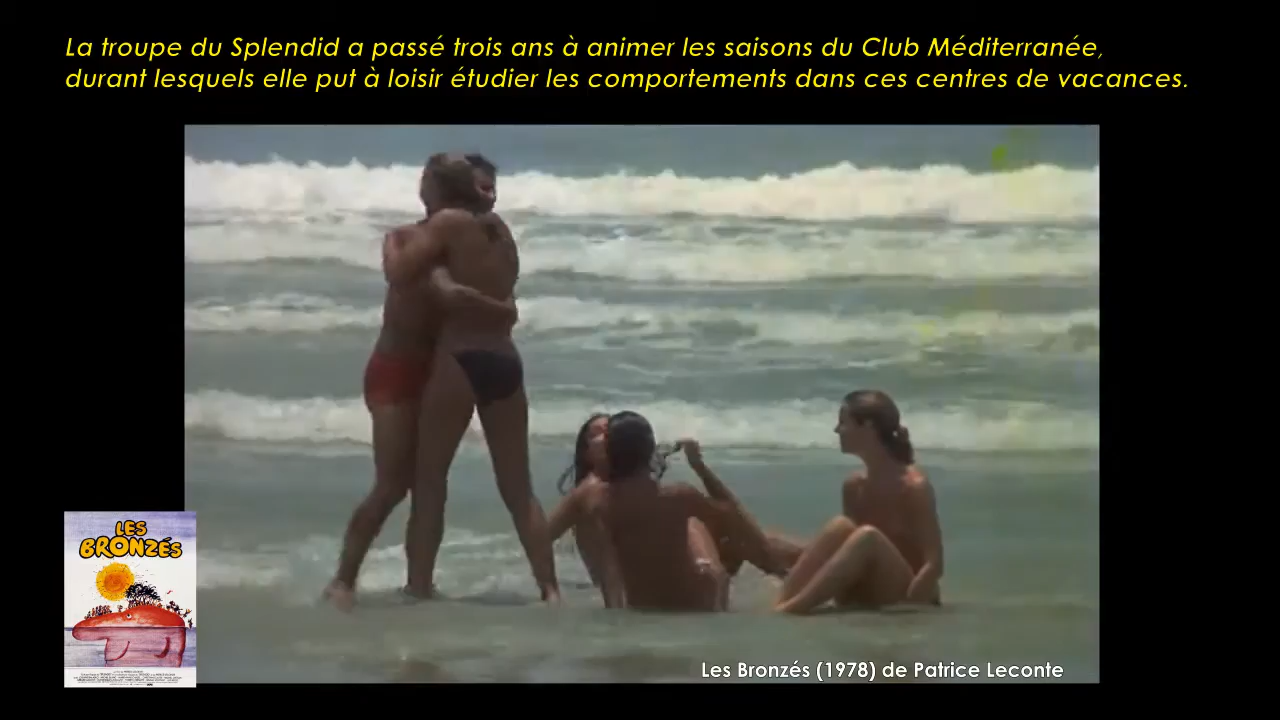 La troupe du Splendid a passé trois ans à animer les saisons du Club Méditerranée,
durant lesquels elle put à loisir étudier les comportements dans ces centres de vacances.
LES
BRONZÉS
Les Bronzés (1978) de Patrice Leconte